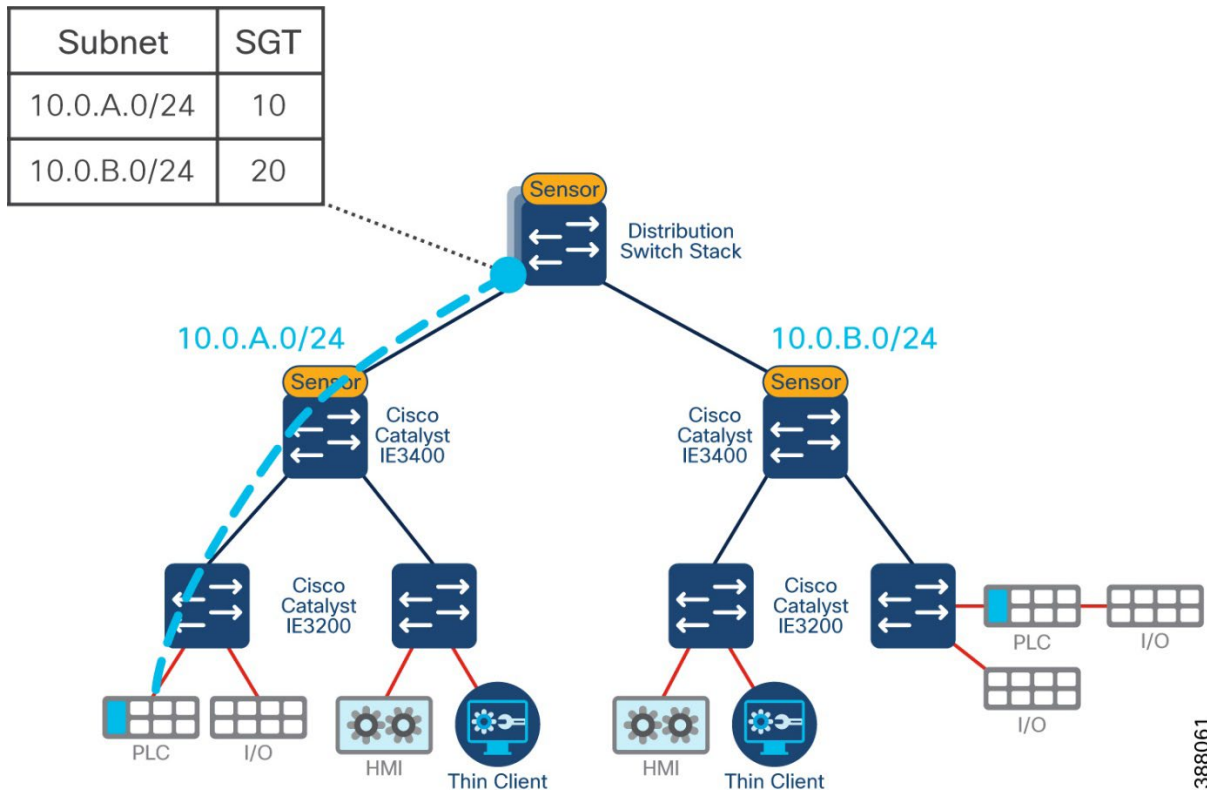 Subnet SGT
10.0.A.0/24 10
10.0.B.0/24 20
Sensor
Distribution
Switch Stack
10.0.A.0/24
10.0.B.0/24
Sensor
Cisco
Catalyst
IE3400
Sensor
Cisco
Catalyst
IE3400
Cisco
Catalyst
IE3200
Cisco
Catalyst
IE3200
PLC
I/O
HMI
Thin Client
HMI
Thin Client
PLC
I/O
I/O
388061